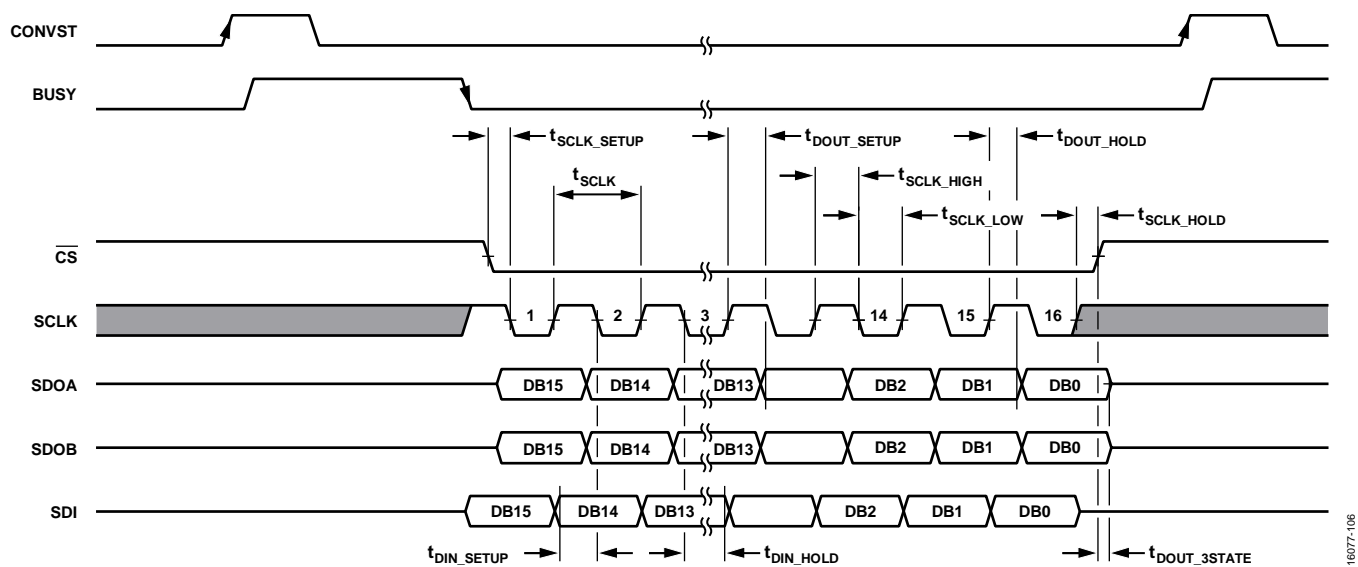 CONVST
BUSY
tSCLK_SETUP
tDOUT_SETUP
tDOUT_HOLD
tSCLK
tSCLK_HIGH
tSCLK_LOW
tSCLK_HOLD
CS
SCLK 1 2 3 14 15 16
SDOA DB15 DB14 DB13 DB2 DB1 DB0
SDOB DB15 DB14 DB13 DB2 DB1 DB0
SDI DB15 DB14 DB13 DB2 DB1 DB0
tDIN_SETUP
tDIN_HOLD
tDOUT_3STATE
16077-106